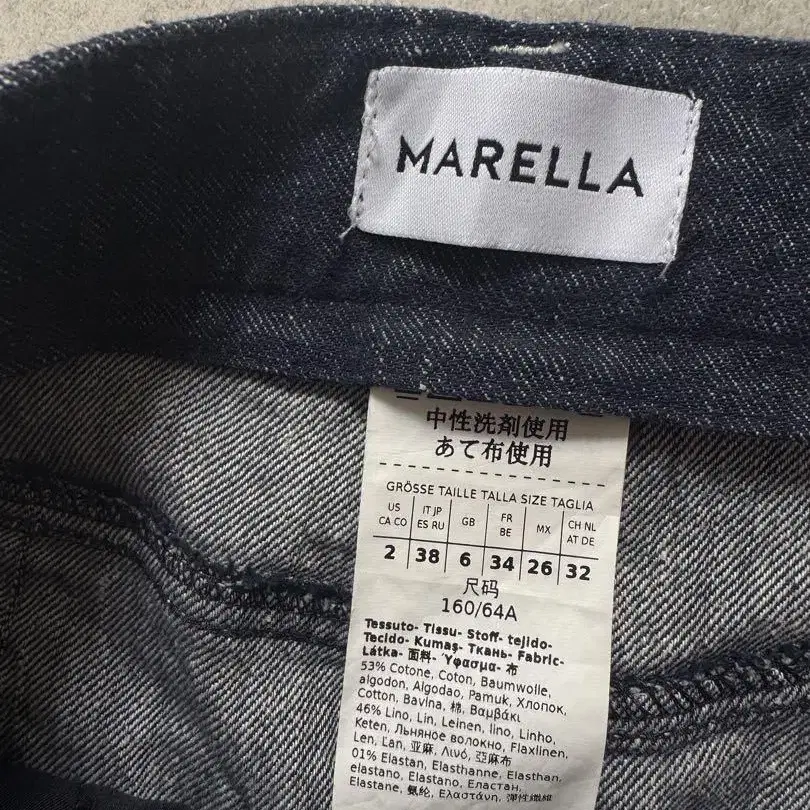 MARELLA
中性洗剤使用
あて布使用
GRÖSSE TAILLE TALLA SIZE TAGLIA
US CA CO
IT JP ES RU
GB
FR BE
MX
CH NL AT DE
2 38 6 34 26 32
尺码
160/64A
Tessuto- Tissu- Stoff- tejido-
Tecido- Kumaş- Ткань- Fabric-
Látka- 面料- Ύφασμα- 布
53% Cotone, Coton, Baumwolle,
algodon, Algodao, Pamuk, Хлопок,
Cotton, Bavlna, 棉, Βαμβάκι
46% Lino, Lin, Leinen, lino, Linho,
Keten, Льняное волокно, Flaxlinen,
Len, Ľan, 亚麻, Λινό, 亞麻布
01% Elastan, Elasthanne, Elasthan,
elastano, Elastano, Еластан,
Elastane, 氨纶, Ελαστάνη, 彈性纖維